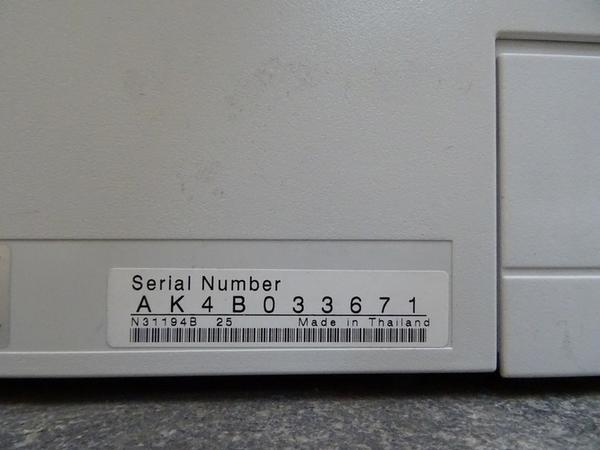 Serial Number
AK4B033671
N31194B 25 Made in Thailand